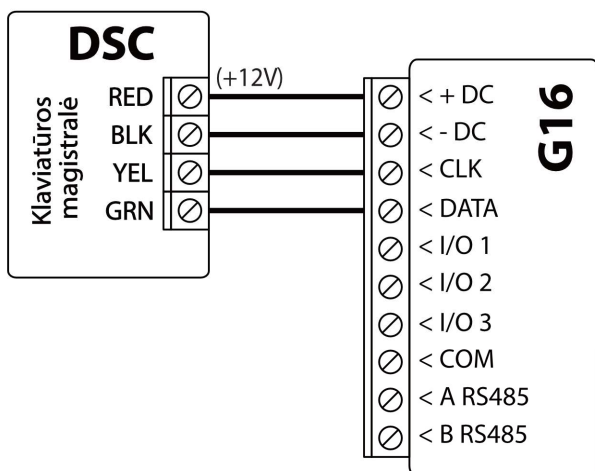 DSC
Klaviatūros
magistralė
RED
BLK
YEL
GRN
(+12V)
G16
< + DC
< - DC
< CLK
< DATA
< I/O 1
< I/O 2
< I/O 3
< COM
< A RS485
< B RS485